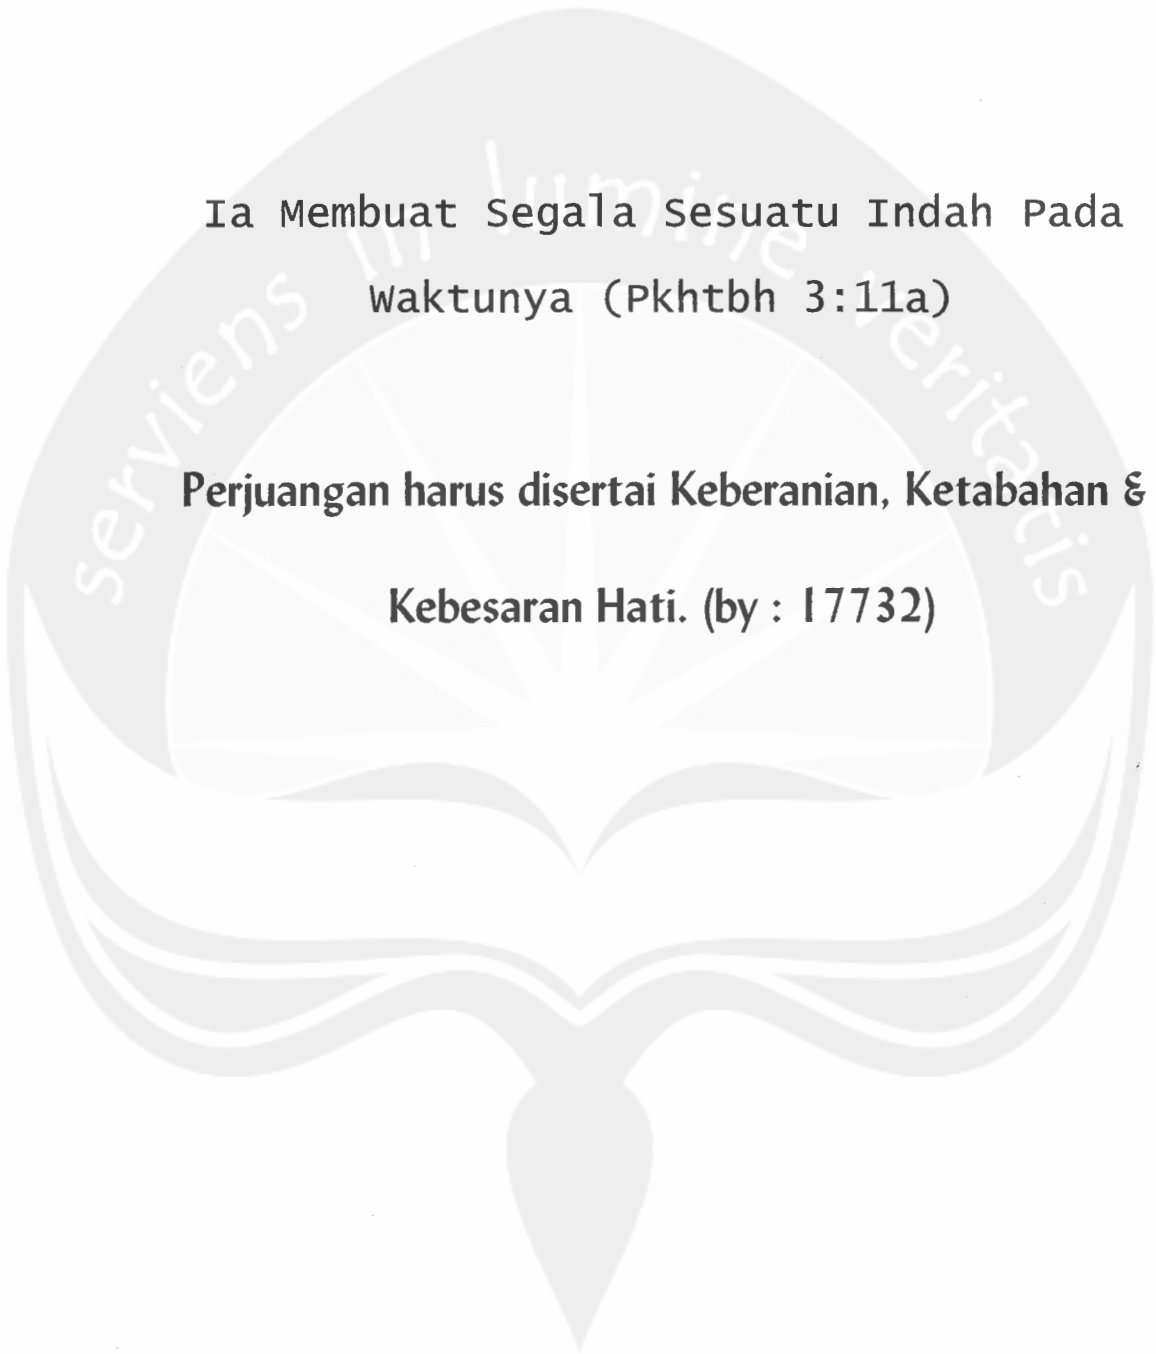 serviens in lumine veritatis
Ia Membuat Segala Sesuatu Indah Pada
Waktunya (Pkhtbh 3:11a)
Perjuangan harus disertai Keberanian, Ketabahan &
Kebesaran Hati. (by : 17732)